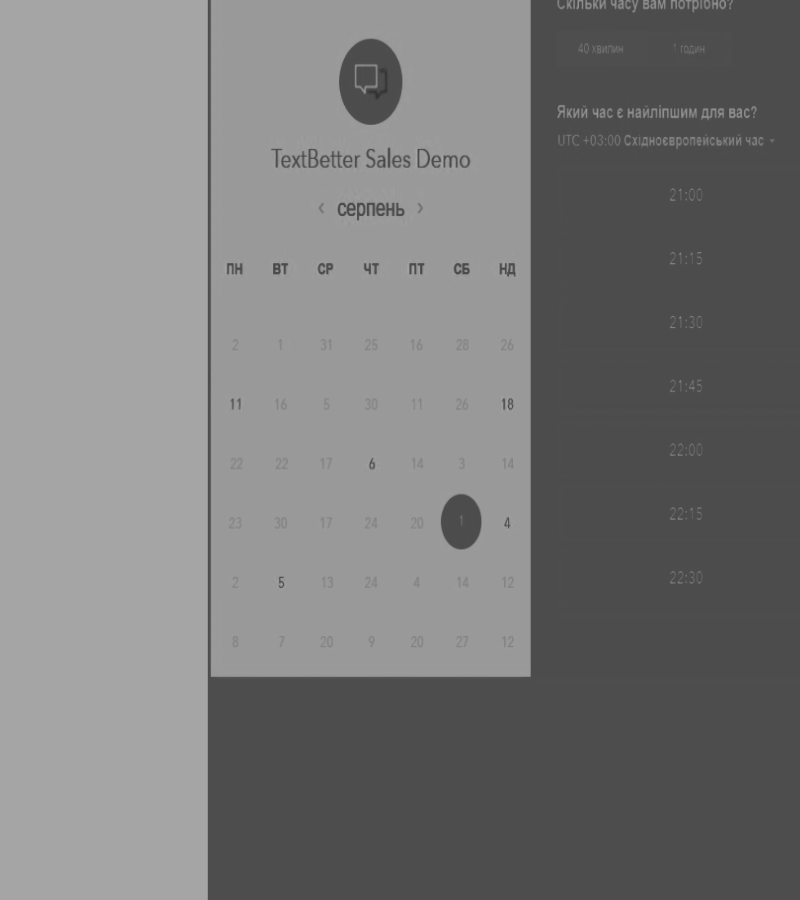 TextBetter Sales Demo
‹ серпень ›
ПН ВТ СР ЧТ ПТ СБ НД
2 1 31 25 16 28 26
11 16 5 30 11 26 18
22 22 17 6 14 3 14
23 30 17 24 20 1 4
2 5 13 24 4 14 12
8 7 20 9 20 27 12
Скільки часу вам потрібно?
40 хвилин 1 годин
Який час є найліпшим для вас?
UTC +03:00 Східноєвропейський час
21:00
21:15
21:30
21:45
22:00
22:15
22:30